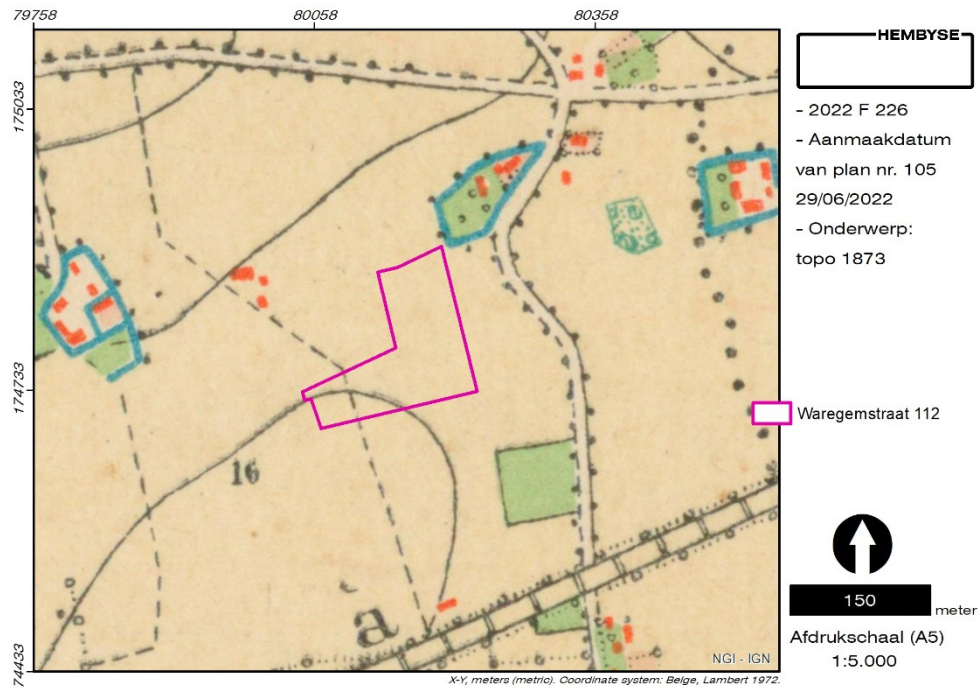 79758
80058
80358
175033
174733
74433
16
a
NGI - IGN
X-Y, meters (metric). Coordinate system: Belge, Lambert 1972.
HEMBYSE
- 2022 F 226
- Aanmaakdatum
van plan nr. 105
29/06/2022
- Onderwerp:
topo 1873
Waregemstraat 112
150
meter
Afdrukschaal (A5)
1:5.000